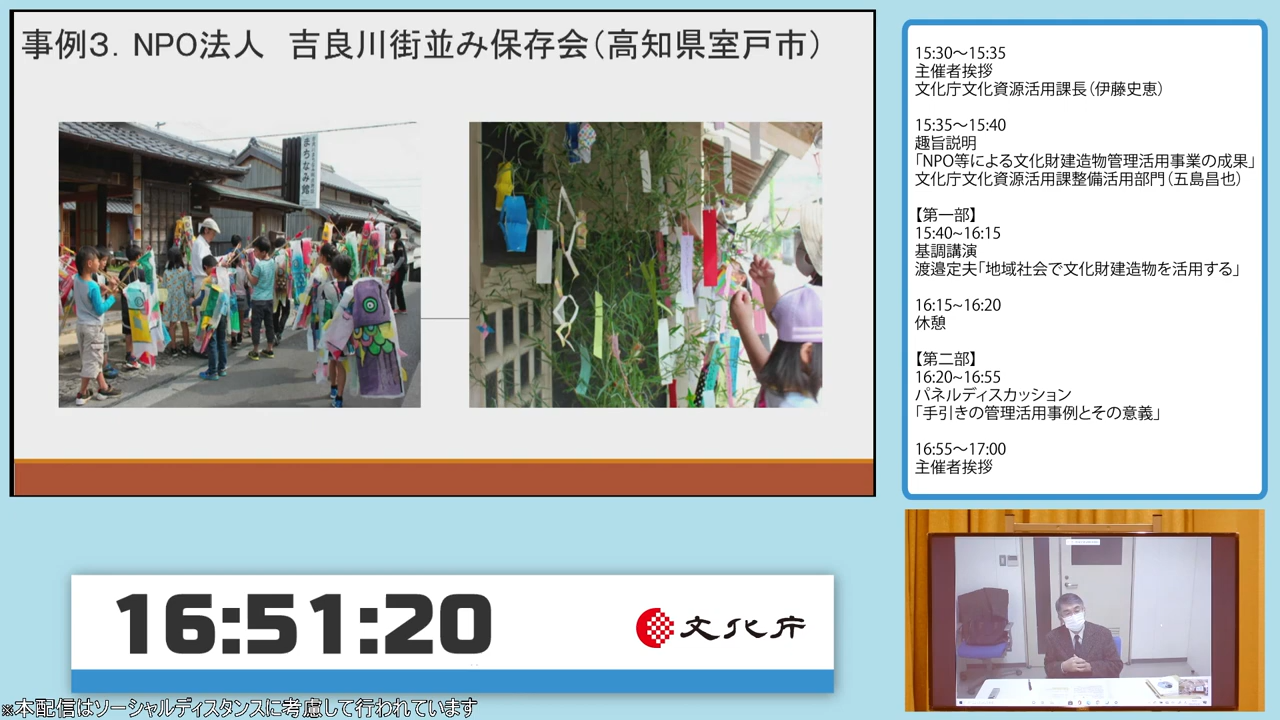 事例３．NPO法人　吉良川街並み保存会（高知県室戸市）
まちなみ館
15:30～15:35
主催者挨拶
文化庁文化資源活用課長（伊藤史恵）
15:35～15:40
趣旨説明
「NPO等による文化財建造物管理活用事業の成果」
文化庁文化資源活用課整備活用部門（五島昌也）
【第一部】
15:40~16:15
基調講演
渡邉定夫「地域社会で文化財建造物を活用する」
16:15~16:20
休憩
【第二部】
16:20~16:55
パネルディスカッション
「手引きの管理活用事例とその意義」
16:55～17:00
主催者挨拶
16:51:20
文化庁
※本配信はソーシャルディスタンスに考慮して行われています